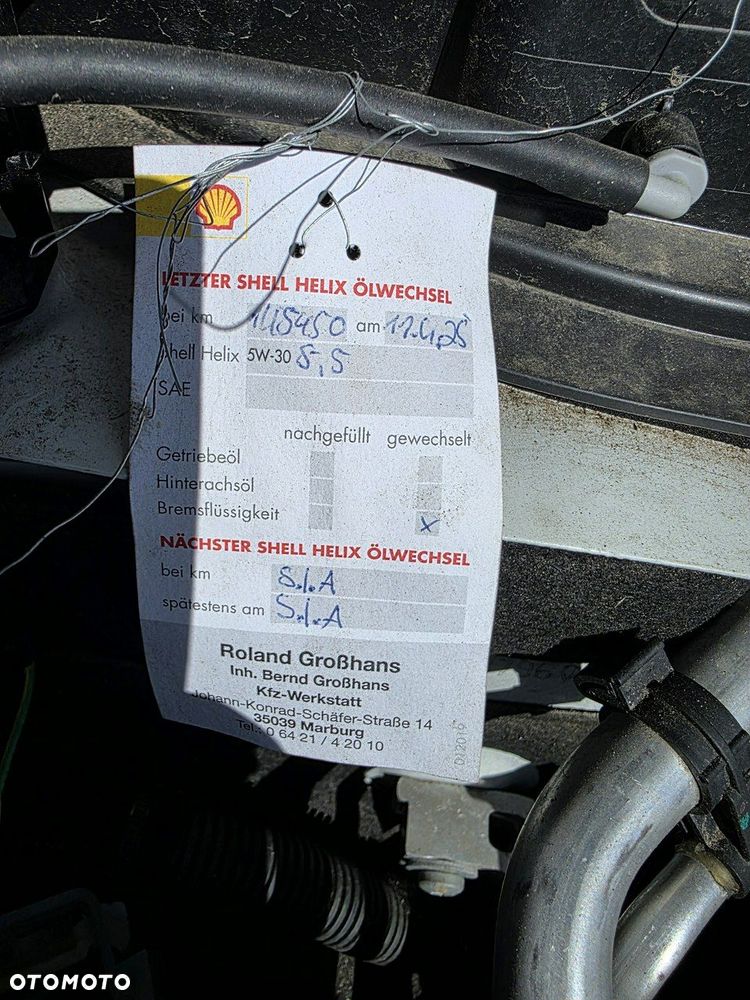 LETZTER SHELL HELIX ÖLWECHSEL
bei km 145450 am 11.4.25
Shell Helix 5W-30 5,5
SAE
nachgefüllt gewechselt
Getriebeöl
Hinterachsöl
Bremsflüssigkeit x
NÄCHSTER SHELL HELIX ÖLWECHSEL
bei km S.i.A
spätestens am S.i.A
Roland Großhans
Inh. Bernd Großhans
Kfz-Werkstatt
Johann-Konrad-Schäfer-Straße 14
35039 Marburg
Tel.: 0 64 21 / 4 20 10
OTOMOTO